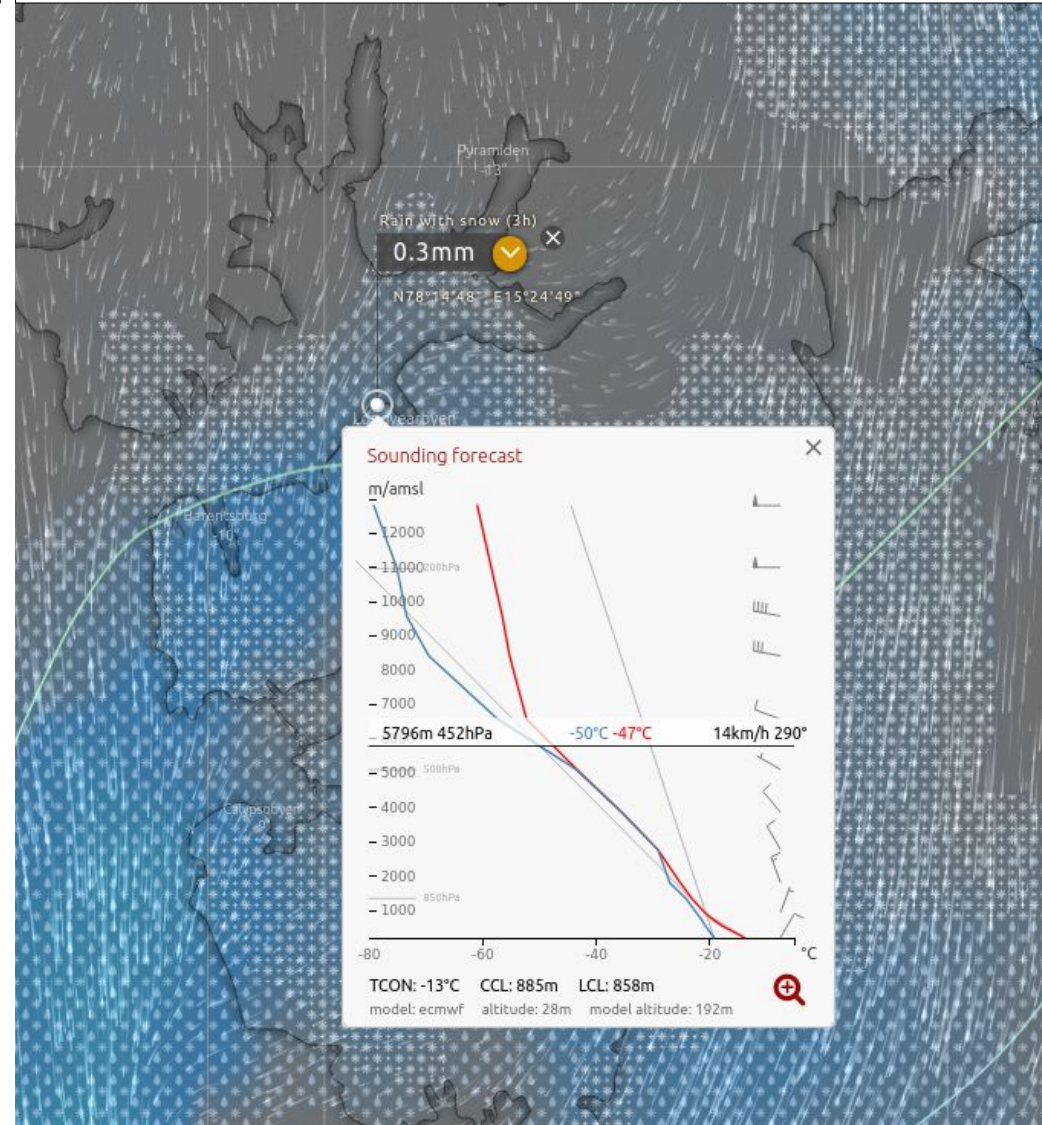 Pyramiden
-13°
Rain with snow (3h)
0.3mm
N78°14'48", E15°24'49"
Longyearbyen
Barentsburg
-10°
Calypsobyen
-9°
Sounding forecast
m/amsl
12000
11000 200hPa
10000
9000
8000
7000
5796m 452hPa -50°C -47°C 14km/h 290°
5000 500hPa
4000
3000
2000
850hPa
1000
-80 -60 -40 -20 °C
TCON: -13°C CCL: 885m LCL: 858m
model: ecmwf altitude: 28m model altitude: 192m